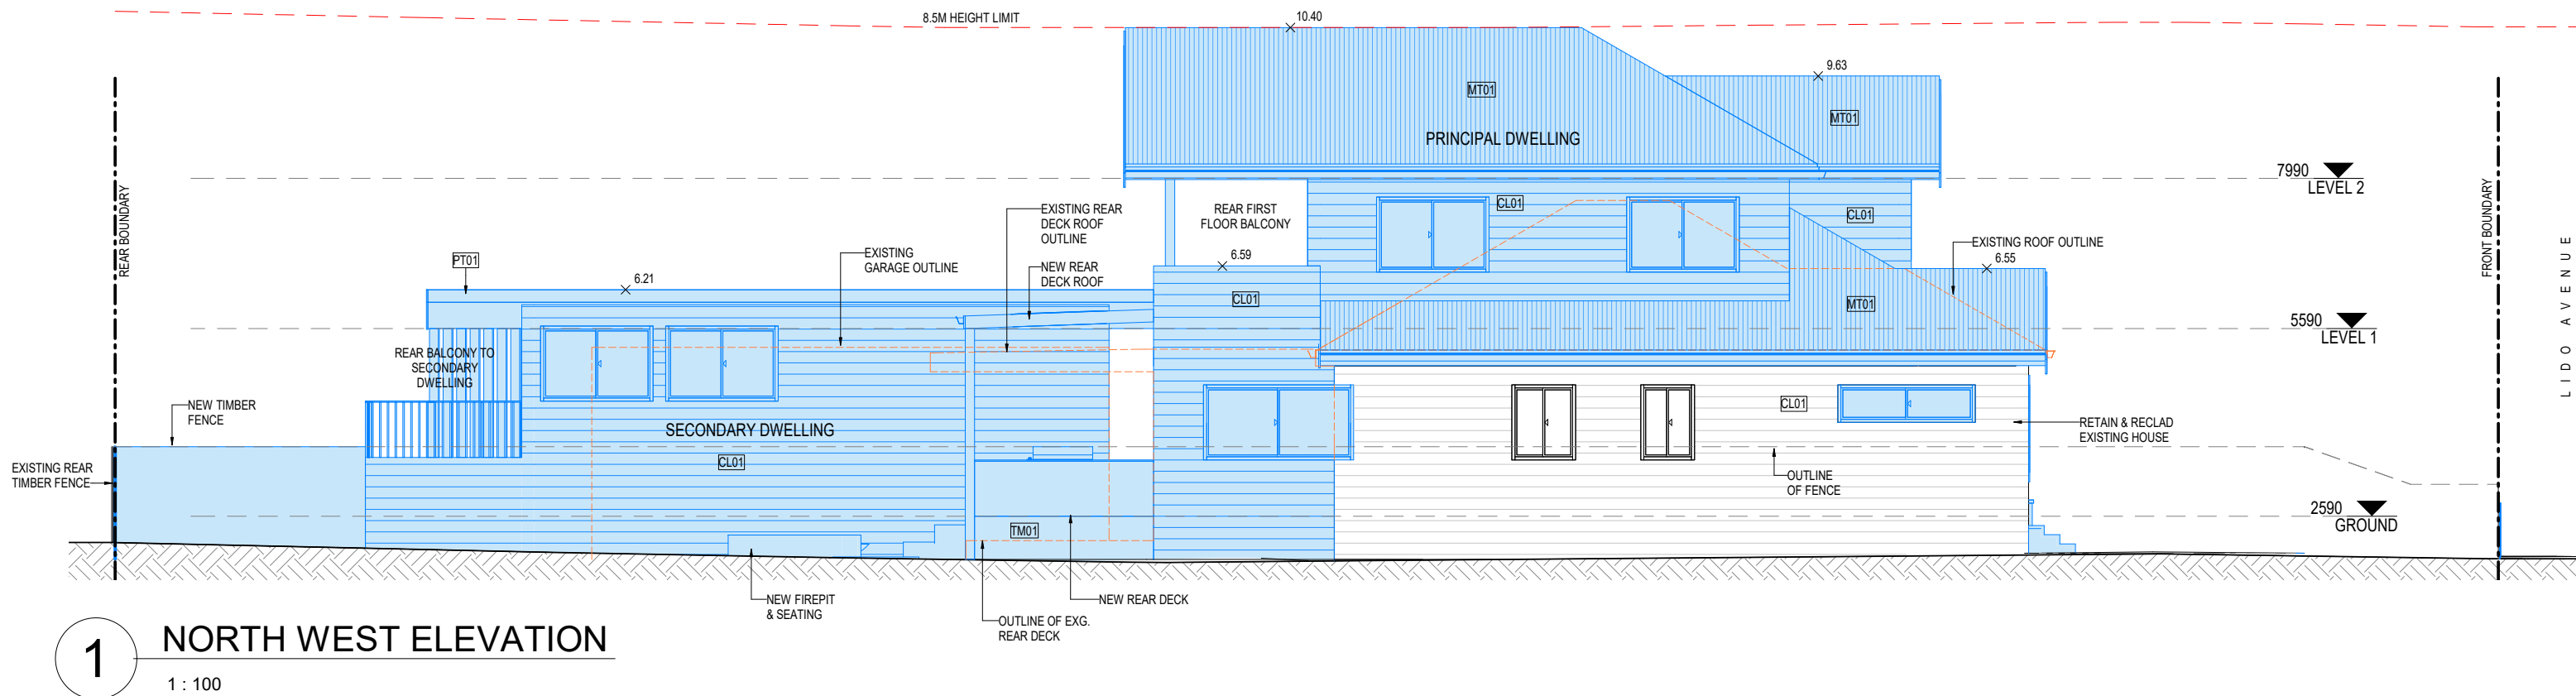 8.5M HEIGHT LIMIT
10.40
9.63
MT01
MT01
PRINCIPAL DWELLING
7990
LEVEL 2
REAR BOUNDARY
FRONT BOUNDARY
LIDO AVENUE
EXISTING REAR
DECK ROOF
OUTLINE
REAR FIRST
FLOOR BALCONY
CL01
CL01
EXISTING
GARAGE OUTLINE
NEW REAR
DECK ROOF
EXISTING ROOF OUTLINE
PT01
6.21
6.59
6.55
CL01
MT01
5590
LEVEL 1
REAR BALCONY TO
SECONDARY
DWELLING
NEW TIMBER
FENCE
SECONDARY DWELLING
CL01
CL01
RETAIN & RECLAD
EXISTING HOUSE
EXISTING REAR
TIMBER FENCE
OUTLINE
OF FENCE
2590
GROUND
TM01
NEW FIREPIT
& SEATING
NEW REAR DECK
OUTLINE OF EXG.
REAR DECK
1
NORTH WEST ELEVATION
1 : 100